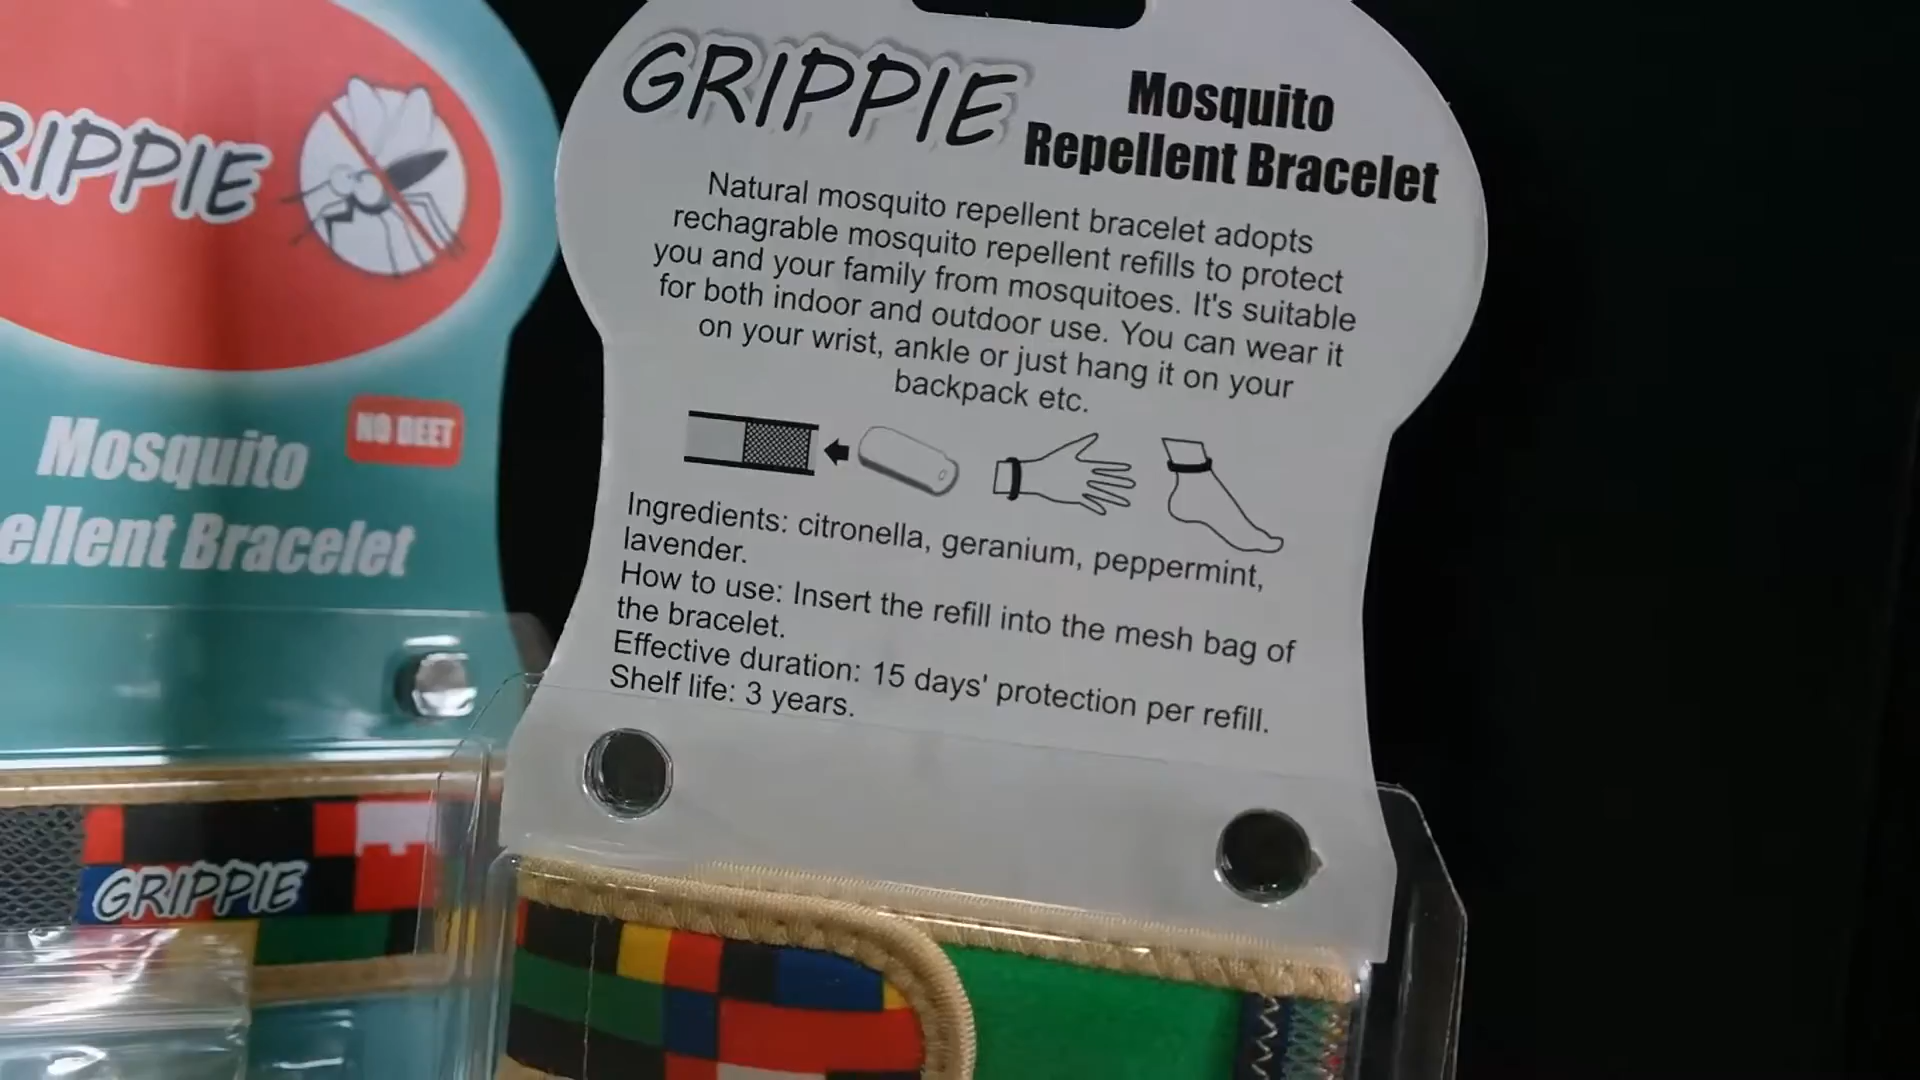 GRIPPIE
Mosquito
Repellent Bracelet
Natural mosquito repellent bracelet adopts
rechagrable mosquito repellent refills to protect
you and your family from mosquitoes. It's suitable
for both indoor and outdoor use. You can wear it
on your wrist, ankle or just hang it on your
backpack etc.
Ingredients: citronella, geranium, peppermint,
lavender.
How to use: Insert the refill into the mesh bag of
the bracelet.
Effective duration: 15 days' protection per refill.
Shelf life: 3 years.
RIPPIE
NO DEET
Mosquito
ellent Bracelet
GRIPPIE